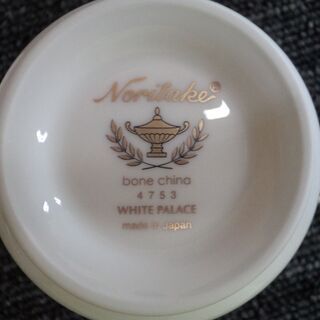 Noritake
bone china
4753
WHITE PALACE
made in Japan